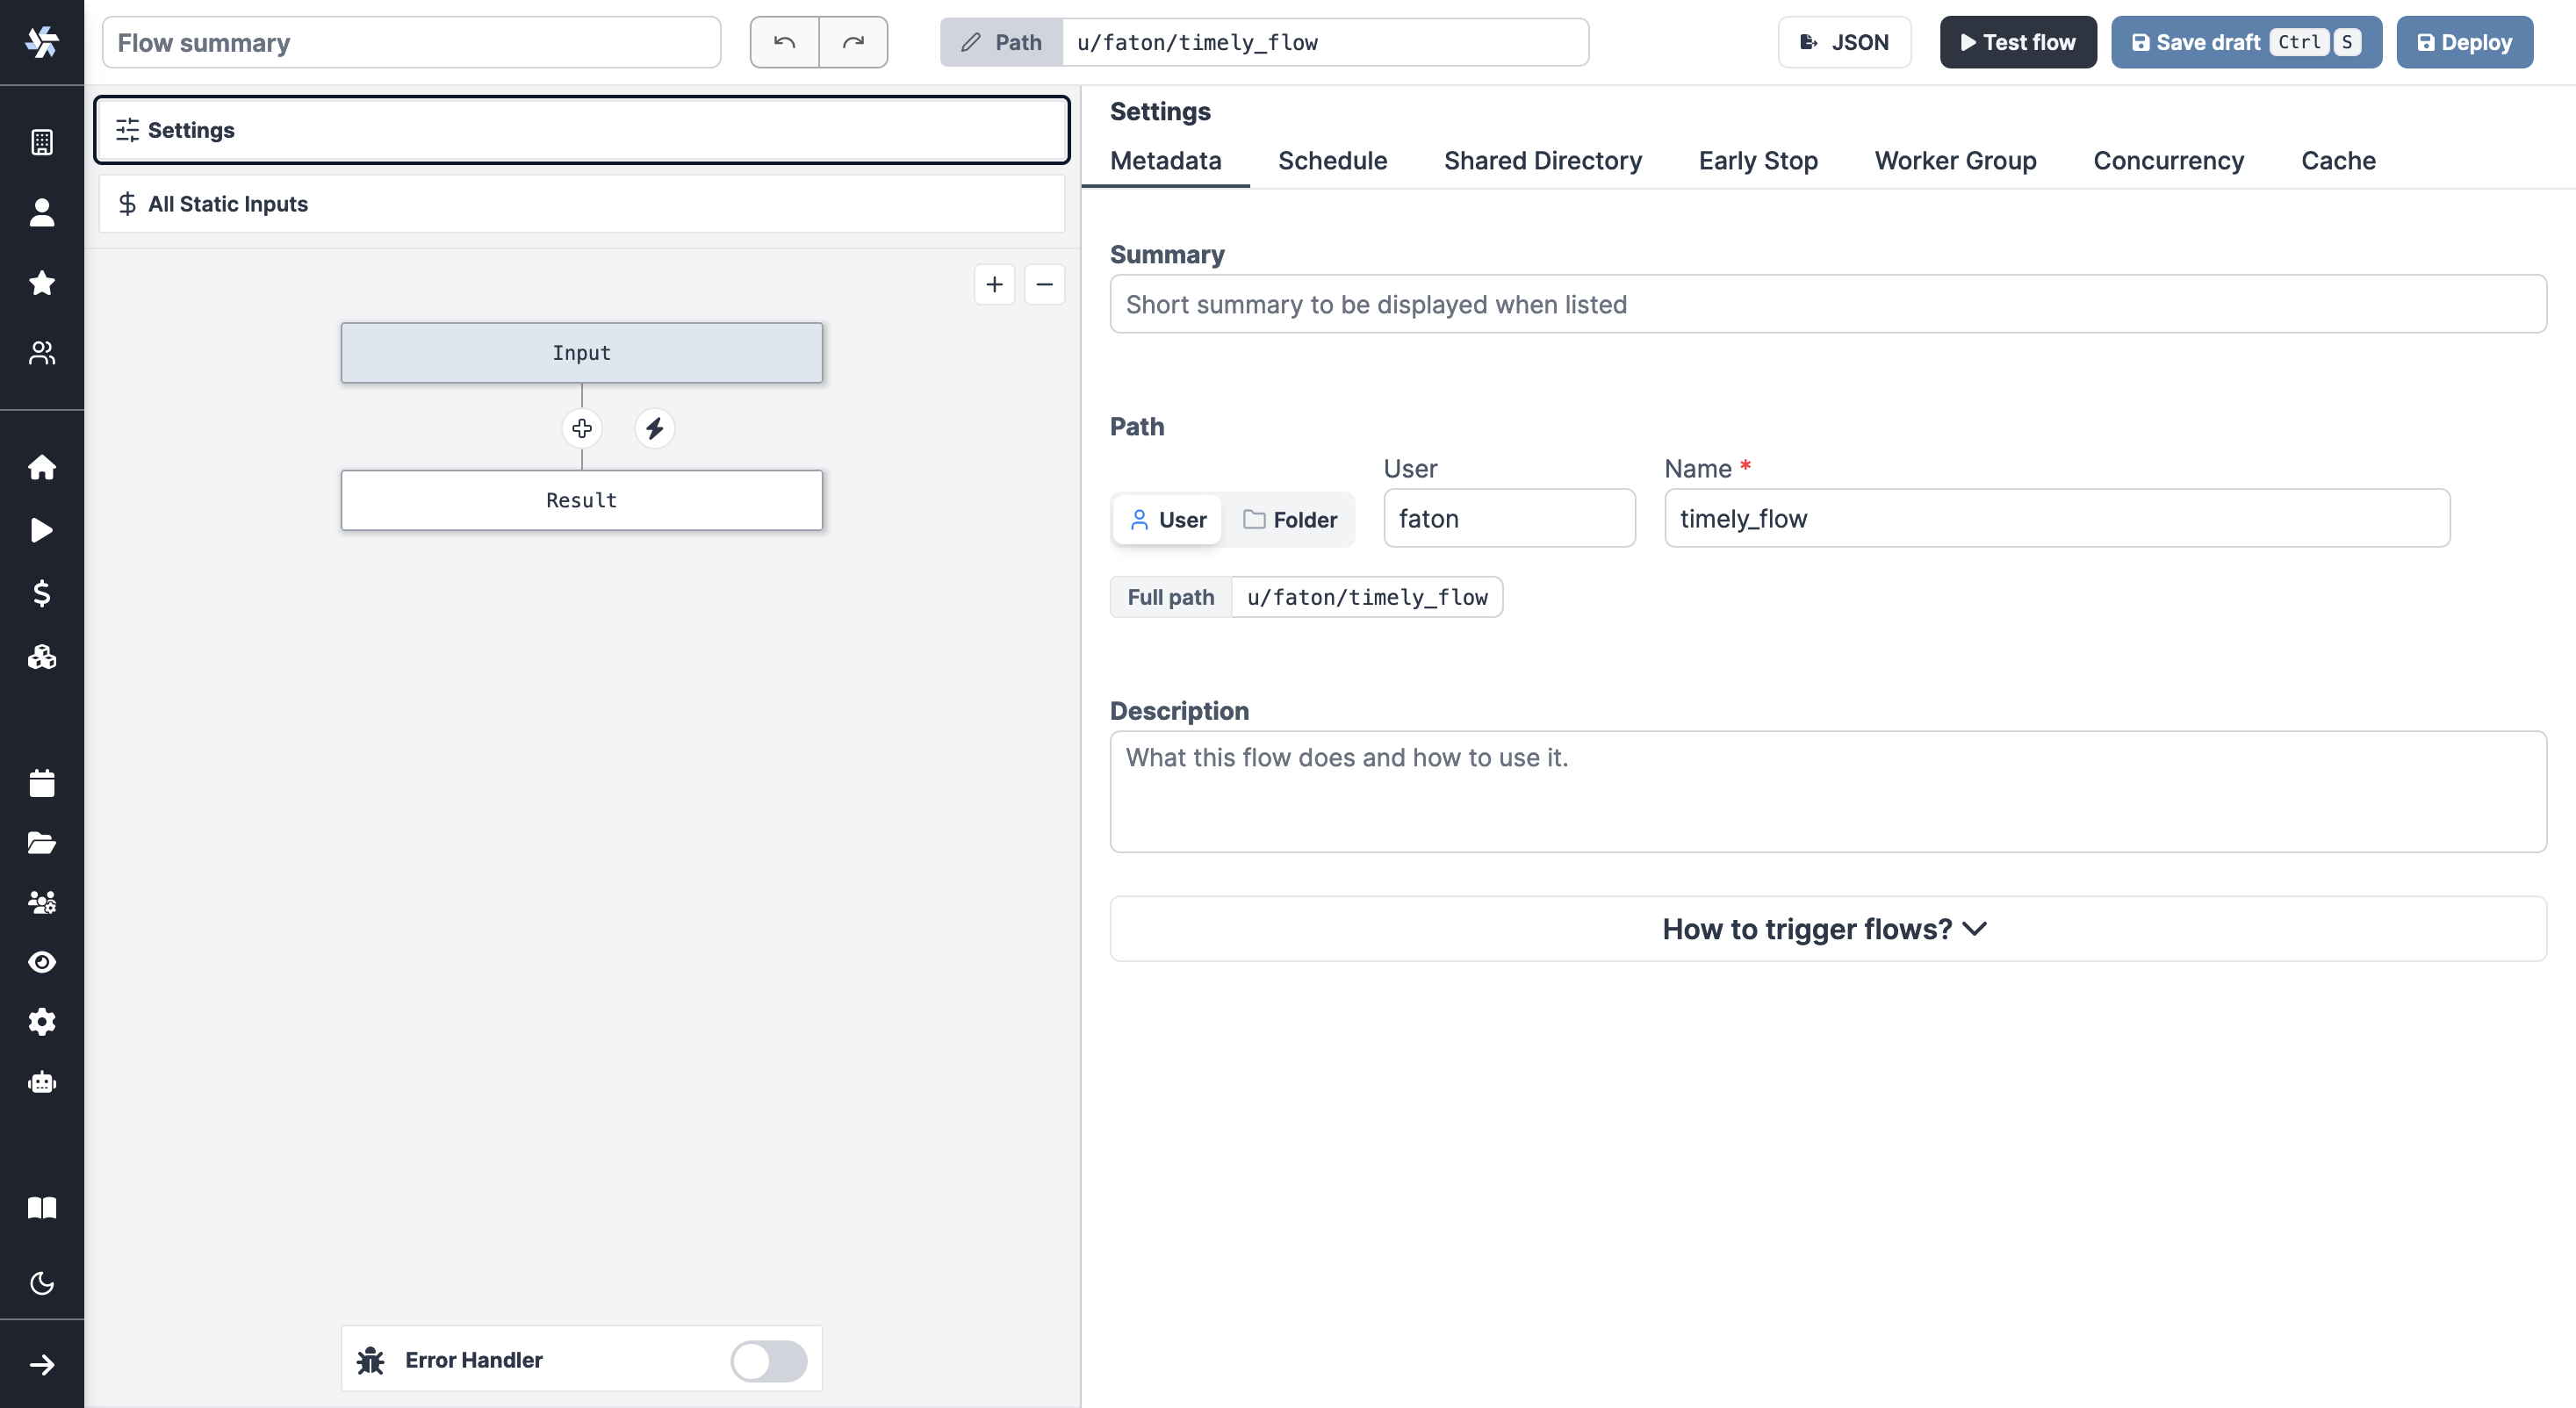 Flow summary
Path
u/faton/timely_flow
JSON
Test flow
Save draft Ctrl S
Deploy
Settings
All Static Inputs
Input
Result
Error Handler
Settings
Metadata Schedule Shared Directory Early Stop Worker Group Concurrency Cache
Summary
Short summary to be displayed when listed
Path
User
Name *
User
Folder
faton
timely_flow
Full path
u/faton/timely_flow
Description
What this flow does and how to use it.
How to trigger flows?